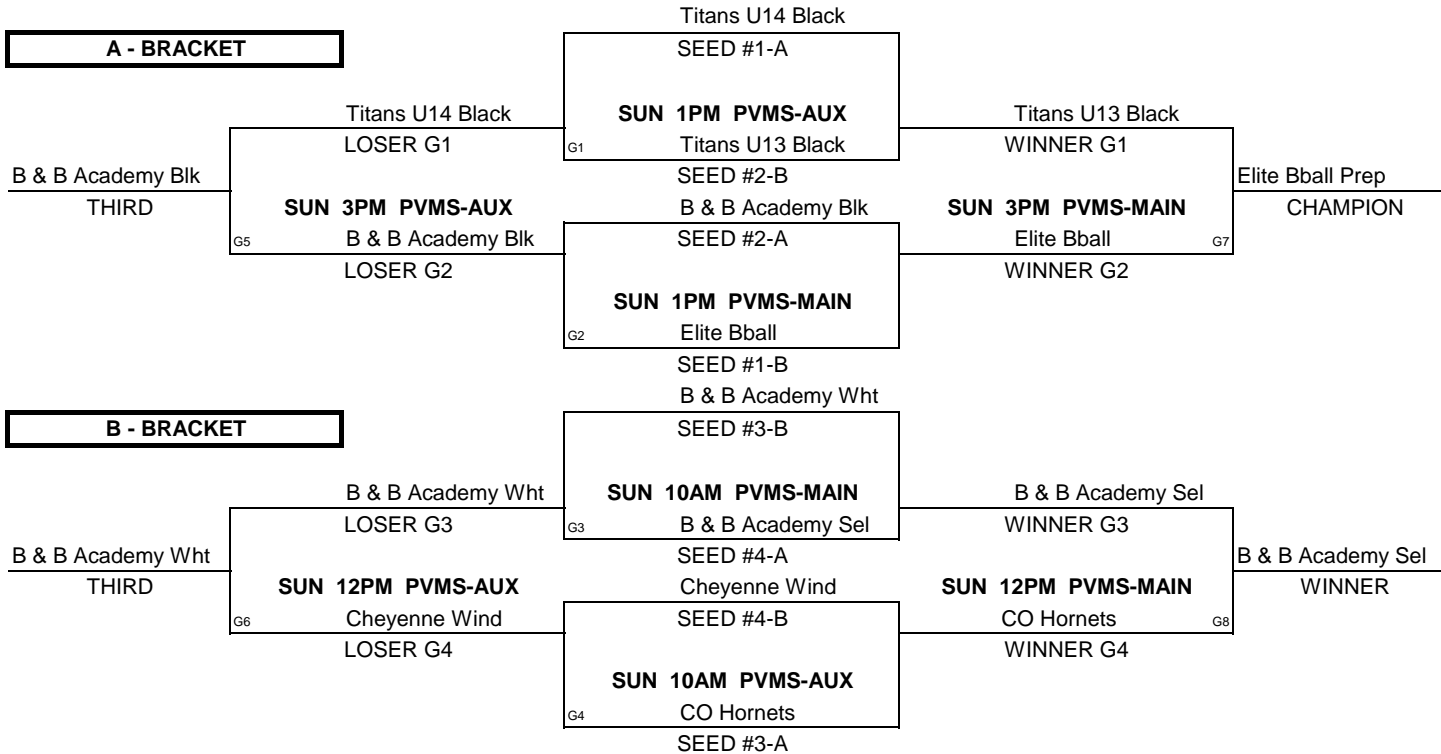 Titans U14 Black
A - BRACKET
SEED #1-A
Titans U14 Black
SUN 1PM PVMS-AUX
Titans U13 Black
LOSER G1
G1
Titans U13 Black
WINNER G1
B & B Academy Blk
SEED #2-B
Elite Bball Prep
THIRD
SUN 3PM PVMS-AUX
B & B Academy Blk
SUN 3PM PVMS-MAIN
CHAMPION
G5
B & B Academy Blk
SEED #2-A
Elite Bball
G7
LOSER G2
WINNER G2
SUN 1PM PVMS-MAIN
G2
Elite Bball
SEED #1-B
B & B Academy Wht
B - BRACKET
SEED #3-B
B & B Academy Wht
SUN 10AM PVMS-MAIN
B & B Academy Sel
LOSER G3
G3
B & B Academy Sel
WINNER G3
B & B Academy Wht
SEED #4-A
B & B Academy Sel
THIRD
SUN 12PM PVMS-AUX
Cheyenne Wind
SUN 12PM PVMS-MAIN
WINNER
G6
Cheyenne Wind
SEED #4-B
CO Hornets
G8
LOSER G4
WINNER G4
SUN 10AM PVMS-AUX
G4
CO Hornets
SEED #3-A